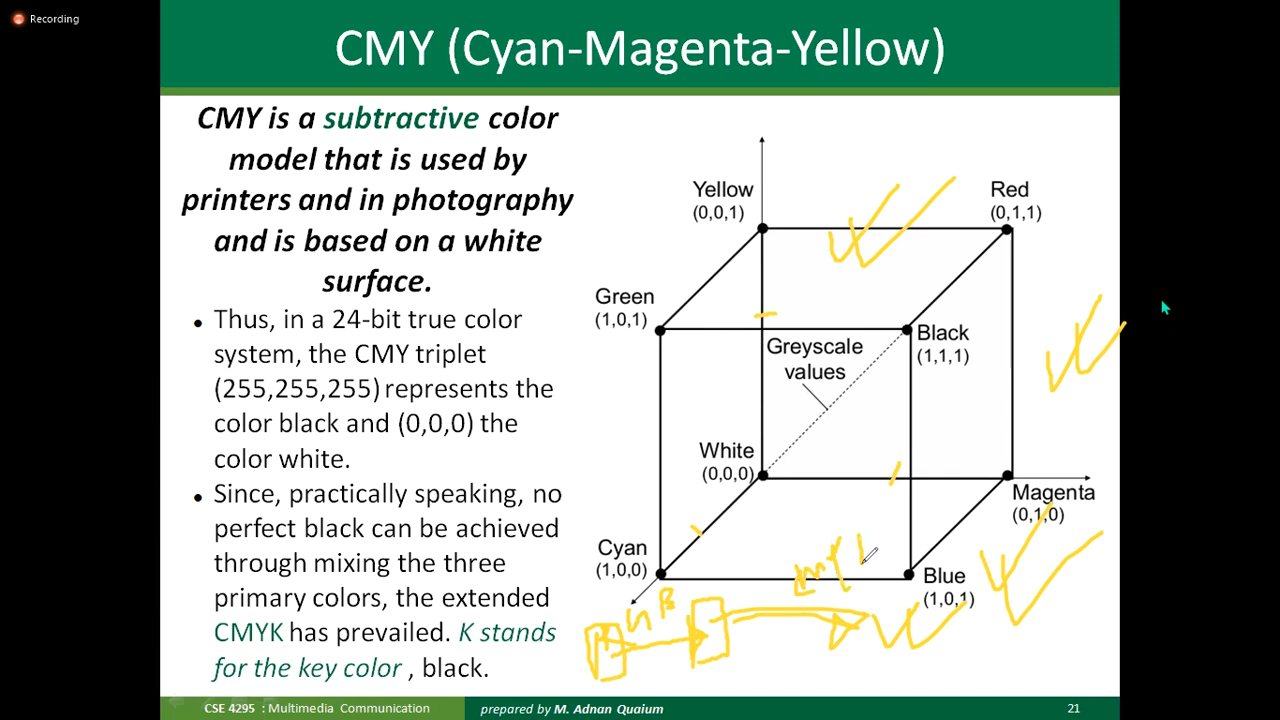 Recording
CMY (Cyan-Magenta-Yellow)
CMY is a subtractive color
model that is used by
printers and in photography
and is based on a white
surface.
• Thus, in a 24-bit true color
system, the CMY triplet
(255,255,255) represents the
color black and (0,0,0) the
color white.
• Since, practically speaking, no
perfect black can be achieved
through mixing the three
primary colors, the extended
CMYK has prevailed. K stands
for the key color , black.
Yellow
(0,0,1)
Red
(0,1,1)
Green
(1,0,1)
Black
(1,1,1)
Greyscale
values
White
(0,0,0)
Magenta
(0,1,0)
Cyan
(1,0,0)
Blue
(1,0,1)
CSE 4295 : Multimedia Communication
prepared by M. Adnan Quaium
21